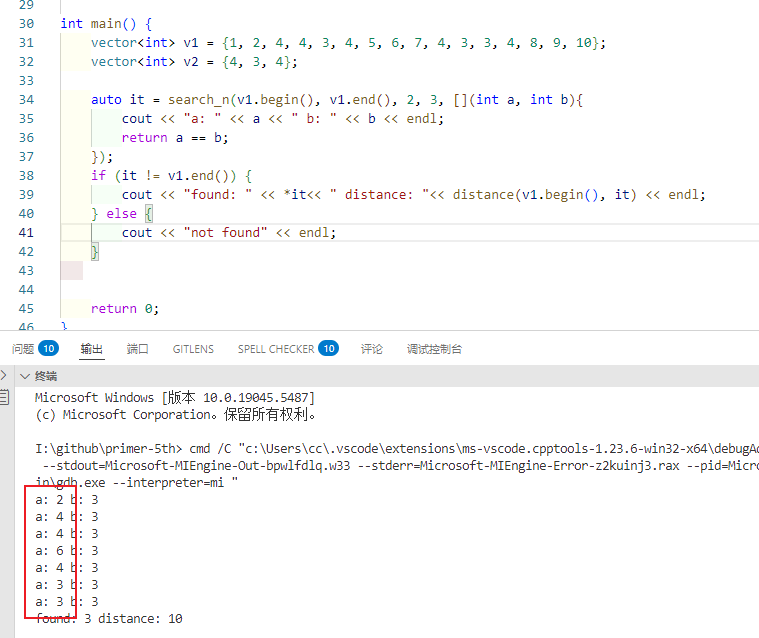 29
30 int main() {
31 vector<int> v1 = {1, 2, 4, 4, 3, 4, 5, 6, 7, 4, 3, 3, 4, 8, 9, 10};
32 vector<int> v2 = {4, 3, 4};
33
34 auto it = search_n(v1.begin(), v1.end(), 2, 3, [](int a, int b){
35 cout << "a: " << a << " b: " << b << endl;
36 return a == b;
37 });
38 if (it != v1.end()) {
39 cout << "found: " << *it<< " distance: "<< distance(v1.begin(), it) << endl;
40 } else {
41 cout << "not found" << endl;
42 }
43
44
45 return 0;
46 }
问题 10 输出 端口 GITLENS SPELL CHECKER 10 评论 调试控制台
终端
Microsoft Windows [版本 10.0.19045.5487]
(c) Microsoft Corporation。保留所有权利。
I:\github\primer-5th> cmd /C "c:\Users\cc\.vscode\extensions\ms-vscode.cpptools-1.23.6-win32-x64\debugAd
--stdout=Microsoft-MIEngine-Out-bpwlfdlq.w33 --stderr=Microsoft-MIEngine-Error-z2kuinj3.rax --pid=Micro
in\gdb.exe --interpreter=mi "
a: 2 b: 3
a: 4 b: 3
a: 4 b: 3
a: 6 b: 3
a: 4 b: 3
a: 3 b: 3
a: 3 b: 3
found: 3 distance: 10